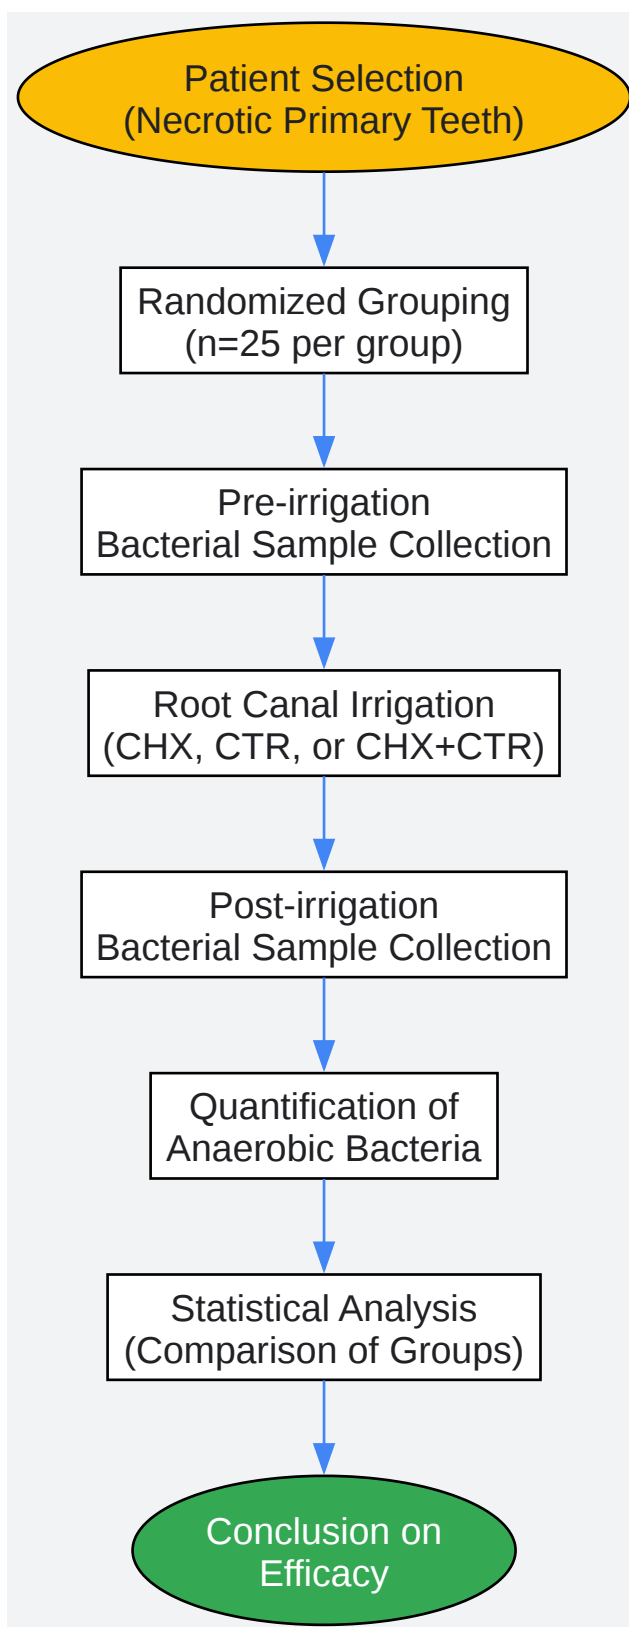 Patient Selection
(Necrotic Primary Teeth)
Randomized Grouping
(n=25 per group)
Pre-irrigation
Bacterial Sample Collection
Root Canal Irrigation
(CHX, CTR, or CHX+CTR)
Post-irrigation
Bacterial Sample Collection
Quantification of
Anaerobic Bacteria
Statistical Analysis
(Comparison of Groups)
Conclusion on
Efficacy